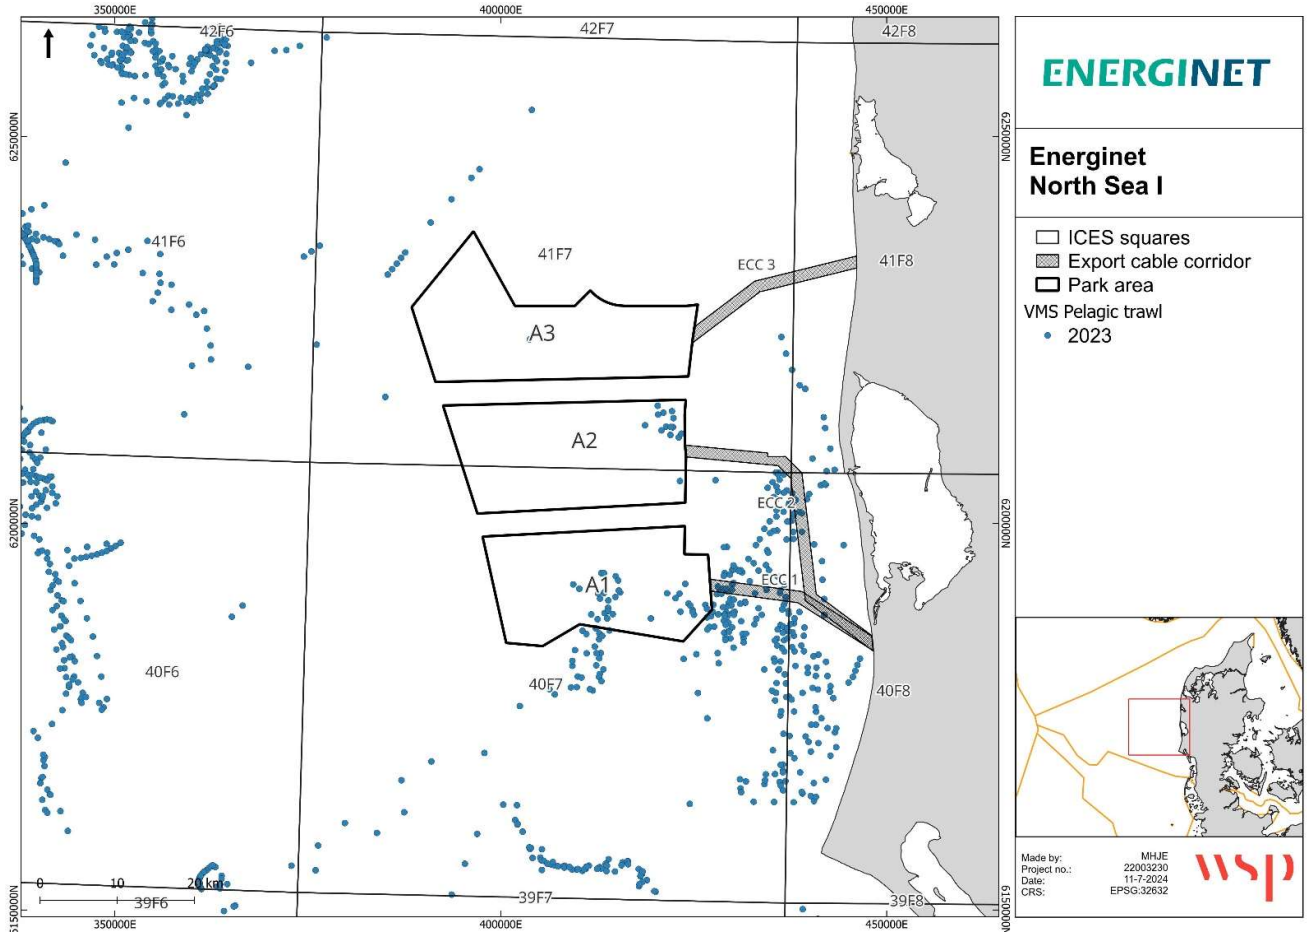 350000E
400000E
450000E
42F6
42F7
42F8
6250000N
6250000N
41F6
41F7
41F8
ECC 3
A3
A2
ECC 2
6200000N
6200000N
ECC 1
A1
40F6
40F7
40F8
0 10 20 km
39F6
39F7
39F8
6150000N
6150000N
350000E
400000E
450000E
ENERGINET
Energinet
North Sea I
ICES squares
Export cable corridor
Park area
VMS Pelagic trawl
2023
Made by: MHJE
Project no.: 22003230
Date: 11-7-2024
CRS: EPSG:32632
wsp